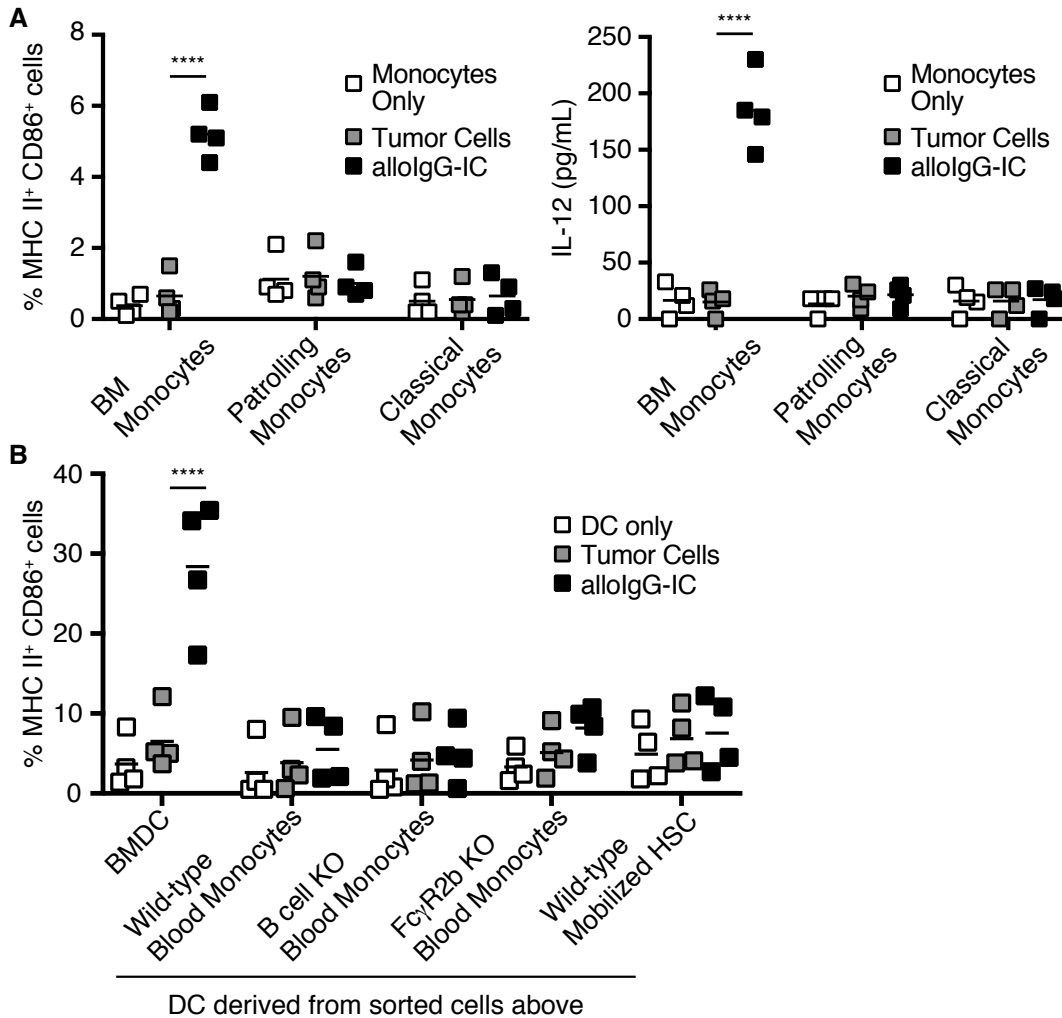 A
% MHC II+ CD86+ cells
8
6
4
2
0
****
Monocytes
Only
Tumor Cells
alloIgG-IC
BM
Monocytes
Patrolling
Monocytes
Classical
Monocytes
IL-12 (pg/mL)
250
200
150
100
50
0
****
Monocytes
Only
Tumor Cells
alloIgG-IC
BM
Monocytes
Patrolling
Monocytes
Classical
Monocytes
B
% MHC II+ CD86+ cells
40
30
20
10
0
****
DC only
Tumor Cells
alloIgG-IC
BMDC
Wild-type
Blood Monocytes
B cell KO
Blood Monocytes
FcγR2b KO
Blood Monocytes
Wild-type
Mobilized HSC
DC derived from sorted cells above